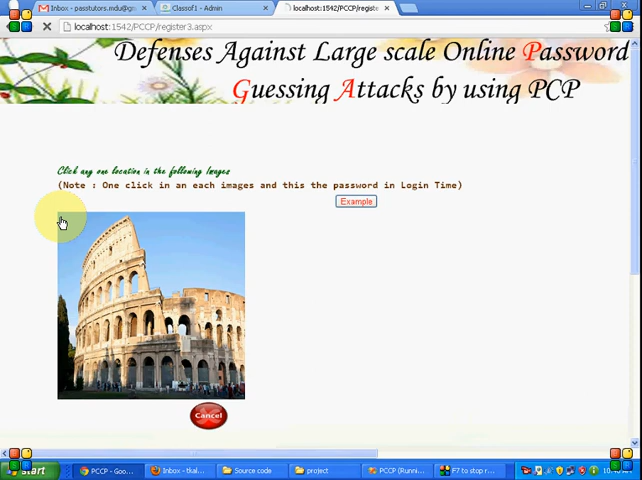 Inbox - passtutors.mdu@gm
Classof1 - Admin
localhost:1542/PCCP/registe
localhost:1542/PCCP/register3.aspx
Defenses Against Large scale Online Password
Guessing Attacks by using PCP
Click any one location in the following Images
(Note : One click in an each images and this the password in Login Time)
Example
Cancel
start
PCCP - Goo...
Inbox - tkal...
Source code
project
PCCP (Runni...
F7 to stop r...